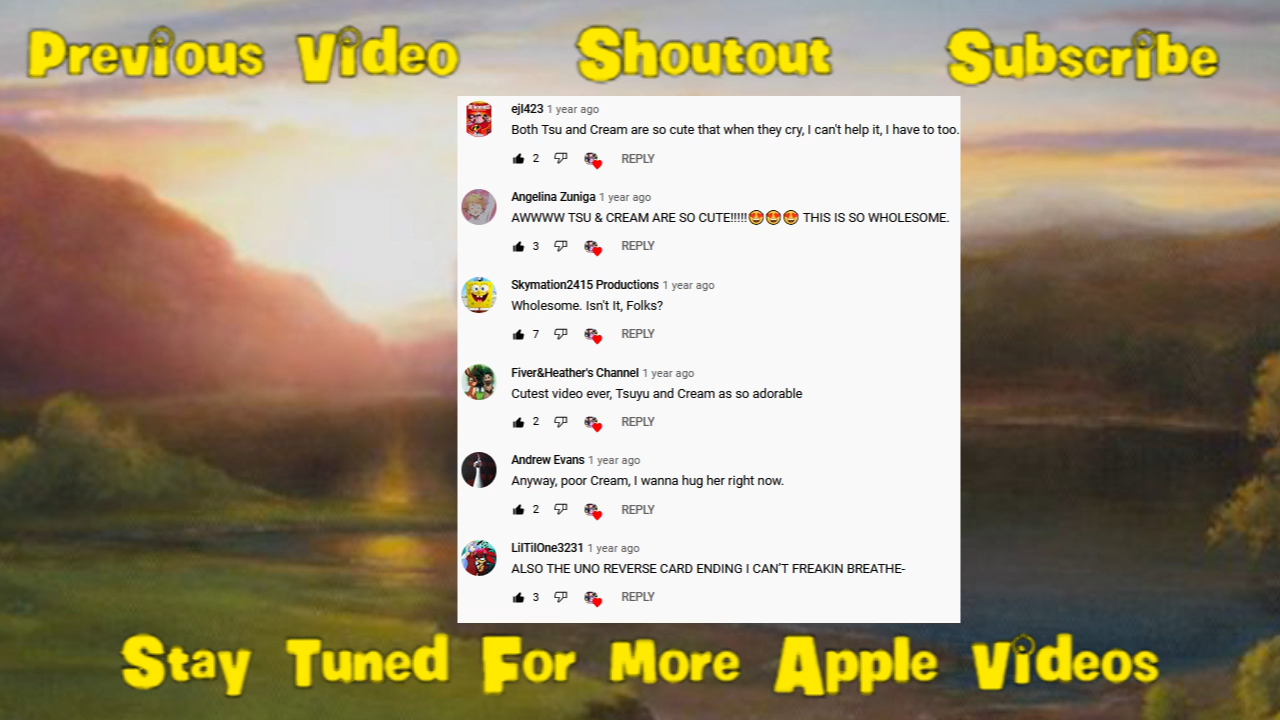 Previous Video Shoutout Subscribe
ejl423 1 year ago
Both Tsu and Cream are so cute that when they cry, I can't help it, I have to too.
2 REPLY
Angelina Zuniga 1 year ago
AWWWW TSU & CREAM ARE SO CUTE!!!!!😍😍😍 THIS IS SO WHOLESOME.
3 REPLY
Skymation2415 Productions 1 year ago
Wholesome. Isn't It, Folks?
7 REPLY
Fiver&Heather's Channel 1 year ago
Cutest video ever, Tsuyu and Cream as so adorable
2 REPLY
Andrew Evans 1 year ago
Anyway, poor Cream, I wanna hug her right now.
2 REPLY
LilTilOne3231 1 year ago
ALSO THE UNO REVERSE CARD ENDING I CAN'T FREAKIN BREATHE-
3 REPLY
Stay Tuned For More Apple Videos